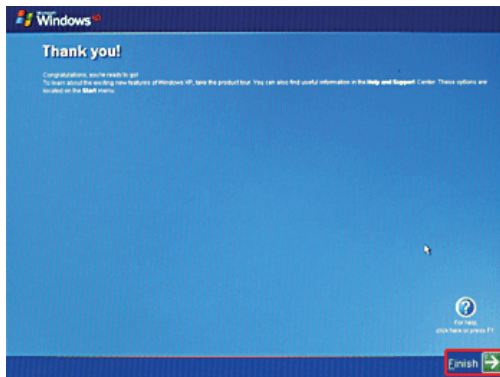 Microsoft
Windows xp
Thank you!
Congratulations, you're ready to go!
To learn about the exciting new features of Windows XP, take the product tour. You can also find useful information in the Help and Support Center. These options are
located on the Start menu.
For help,
click here or press F1
Finish